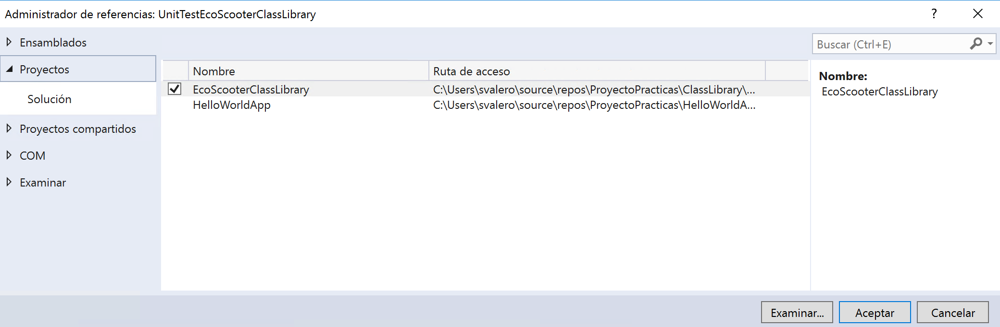 Administrador de referencias: UnitTestEcoScooterClassLibrary
?
Ensamblados
Buscar (Ctrl+E)
Proyectos
Solución
Proyectos compartidos
COM
Examinar
Nombre Ruta de acceso
EcoScooterClassLibrary C:\Users\svalero\source\repos\ProyectoPracticas\ClassLibrary\...
HelloWorldApp C:\Users\svalero\source\repos\ProyectoPracticas\HelloWorldA...
Nombre:
EcoScooterClassLibrary
Examinar... Aceptar Cancelar